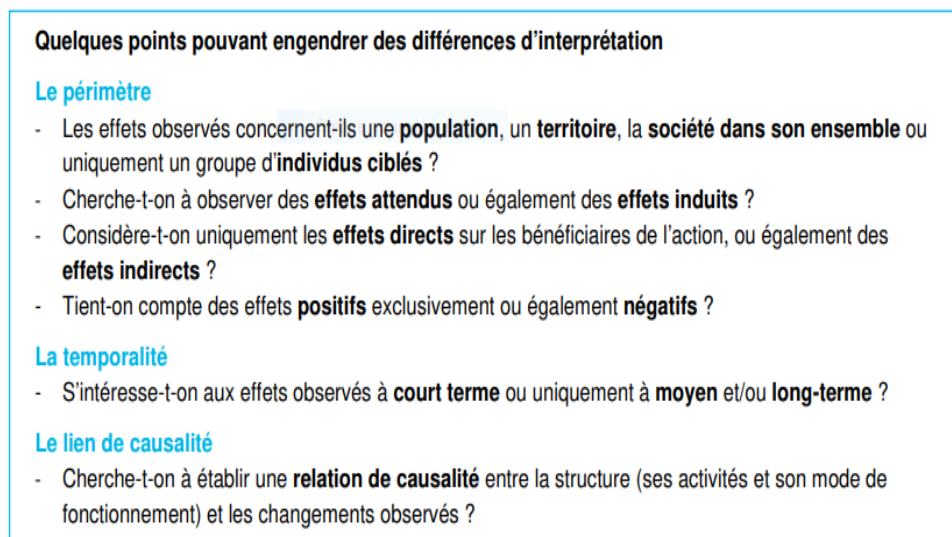 Quelques points pouvant engendrer des différences d'interprétation
Le périmètre
- Les effets observés concernent-ils une population, un territoire, la société dans son ensemble ou
uniquement un groupe d'individus ciblés ?
- Cherche-t-on à observer des effets attendus ou également des effets induits ?
- Considère-t-on uniquement les effets directs sur les bénéficiaires de l'action, ou également des
effets indirects ?
- Tient-on compte des effets positifs exclusivement ou également négatifs ?
La temporalité
- S'intéresse-t-on aux effets observés à court terme ou uniquement à moyen et/ou long-terme ?
Le lien de causalité
- Cherche-t-on à établir une relation de causalité entre la structure (ses activités et son mode de
fonctionnement) et les changements observés ?